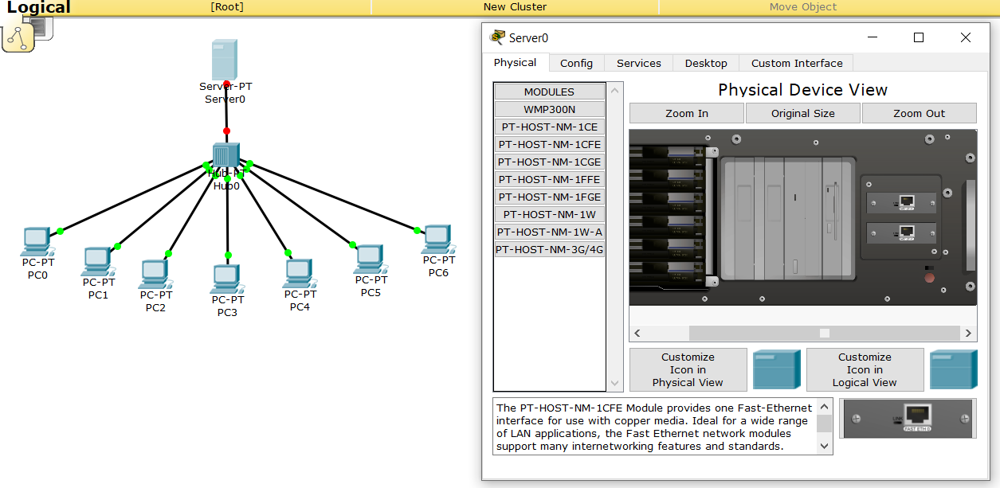 Logical
[Root]
New Cluster
Move Object
Server-PT
Server0
Hub-PT
Hub0
PC-PT
PC0
PC-PT
PC1
PC-PT
PC2
PC-PT
PC3
PC-PT
PC4
PC-PT
PC5
PC-PT
PC6
Server0
Physical
Config
Services
Desktop
Custom Interface
MODULES
WMP300N
PT-HOST-NM-1CE
PT-HOST-NM-1CFE
PT-HOST-NM-1CGE
PT-HOST-NM-1FFE
PT-HOST-NM-1FGE
PT-HOST-NM-1W
PT-HOST-NM-1W-A
PT-HOST-NM-3G/4G
Physical Device View
Zoom In
Original Size
Zoom Out
Customize
Icon in
Physical View
Customize
Icon in
Logical View
The PT-HOST-NM-1CFE Module provides one Fast-Ethernet
interface for use with copper media. Ideal for a wide range
of LAN applications, the Fast Ethernet network modules
support many internetworking features and standards.
LINK
FAST ETH 0